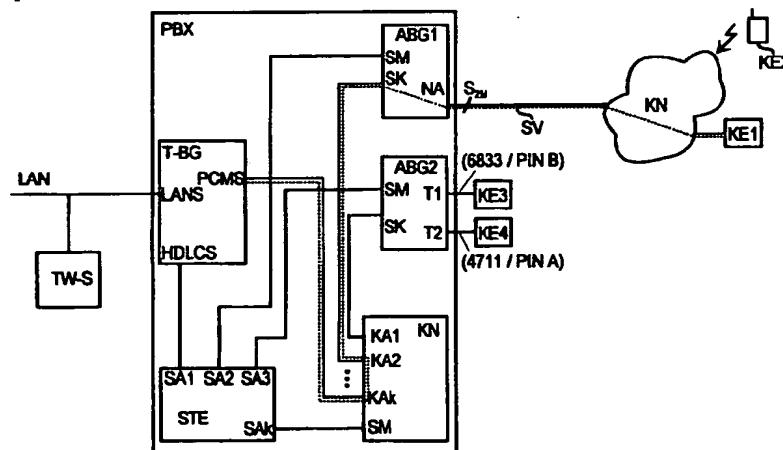 PBX
ABG1
SM
SK
NA
S2M
SV
KN
KE1
T-BG
PCMS
LANS
HDLCS
LAN
TW-S
ABG2
SM
SK
T1
T2
(6833 / PIN B)
KE3
KE4
(4711 / PIN A)
KN
KA1
KA2
KAk
SM
SA1 SA2 SA3
STE
SAk